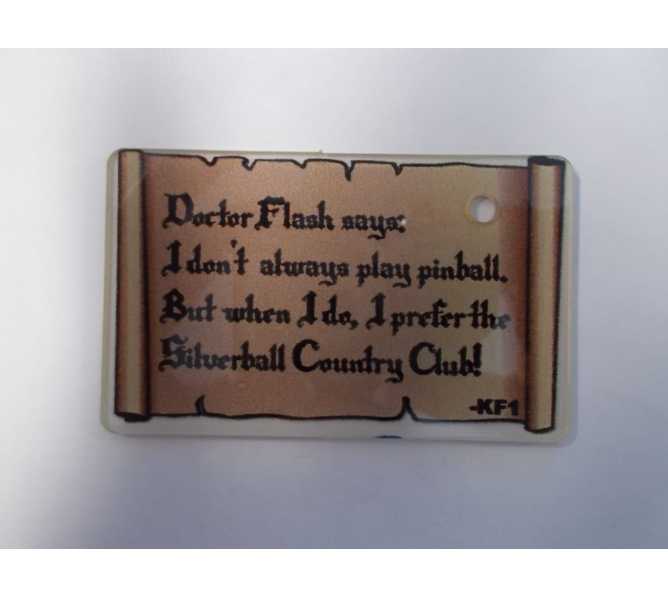 Doctor Flash says:
I don't always play pinball.
But when I do, I prefer the
Silverball Country Club!
-KF1